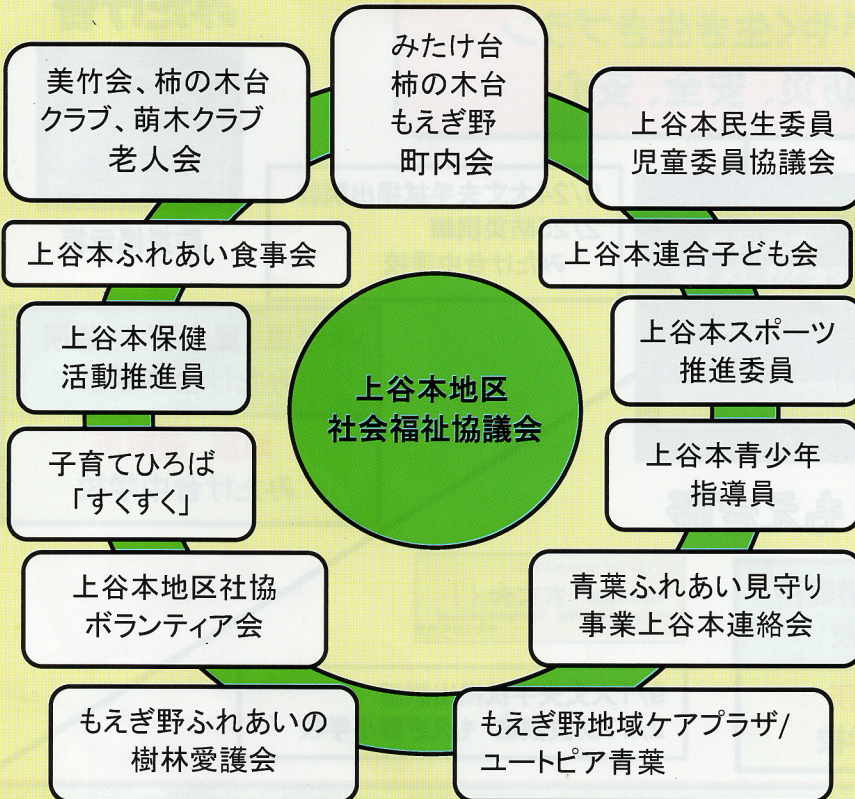 みたけ台
柿の木台
もえぎ野
町内会
上谷本民生委員
児童委員協議会
上谷本連合子ども会
上谷本スポーツ
推進委員
上谷本青少年
指導員
青葉ふれあい見守り
事業上谷本連絡会
もえぎ野地域ケアプラザ/
ユートピア青葉
もえぎ野ふれあいの
樹林愛護会
上谷本地区社協
ボランティア会
子育てひろば
「すくすく」
上谷本保健
活動推進員
上谷本ふれあい食事会
美竹会、柿の木台
クラブ、萌木クラブ
老人会
上谷本地区
社会福祉協議会